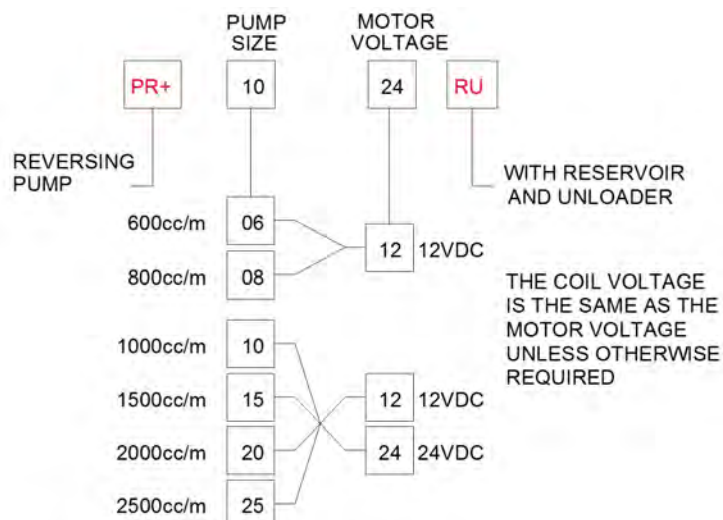 PUMP
SIZE
MOTOR
VOLTAGE
PR+
10
24
RU
REVERSING
PUMP
WITH RESERVOIR
AND UNLOADER
600cc/m 06
800cc/m 08
12 12VDC
THE COIL VOLTAGE
IS THE SAME AS THE
MOTOR VOLTAGE
UNLESS OTHERWISE
REQUIRED
1000cc/m 10
1500cc/m 15
2000cc/m 20
2500cc/m 25
12 12VDC
24 24VDC